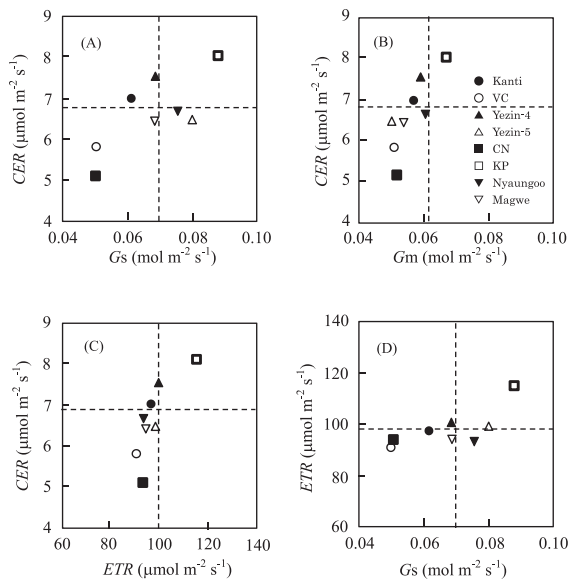 (A)
9
8
7
6
5
4
CER (µmol m⁻² s⁻¹)
0.04 0.06 0.08 0.10
Gs (mol m⁻² s⁻¹)
(B)
9
8
7
6
5
4
CER (µmol m⁻² s⁻¹)
Kanti
VC
Yezin-4
Yezin-5
CN
KP
Nyaungoo
Magwe
0.04 0.06 0.08 0.10
Gm (mol m⁻² s⁻¹)
(C)
9
8
7
6
5
4
CER (µmol m⁻² s⁻¹)
60 80 100 120 140
ETR (µmol m⁻² s⁻¹)
(D)
140
120
100
80
60
ETR (µmol m⁻² s⁻¹)
0.04 0.06 0.08 0.10
Gs (mol m⁻² s⁻¹)